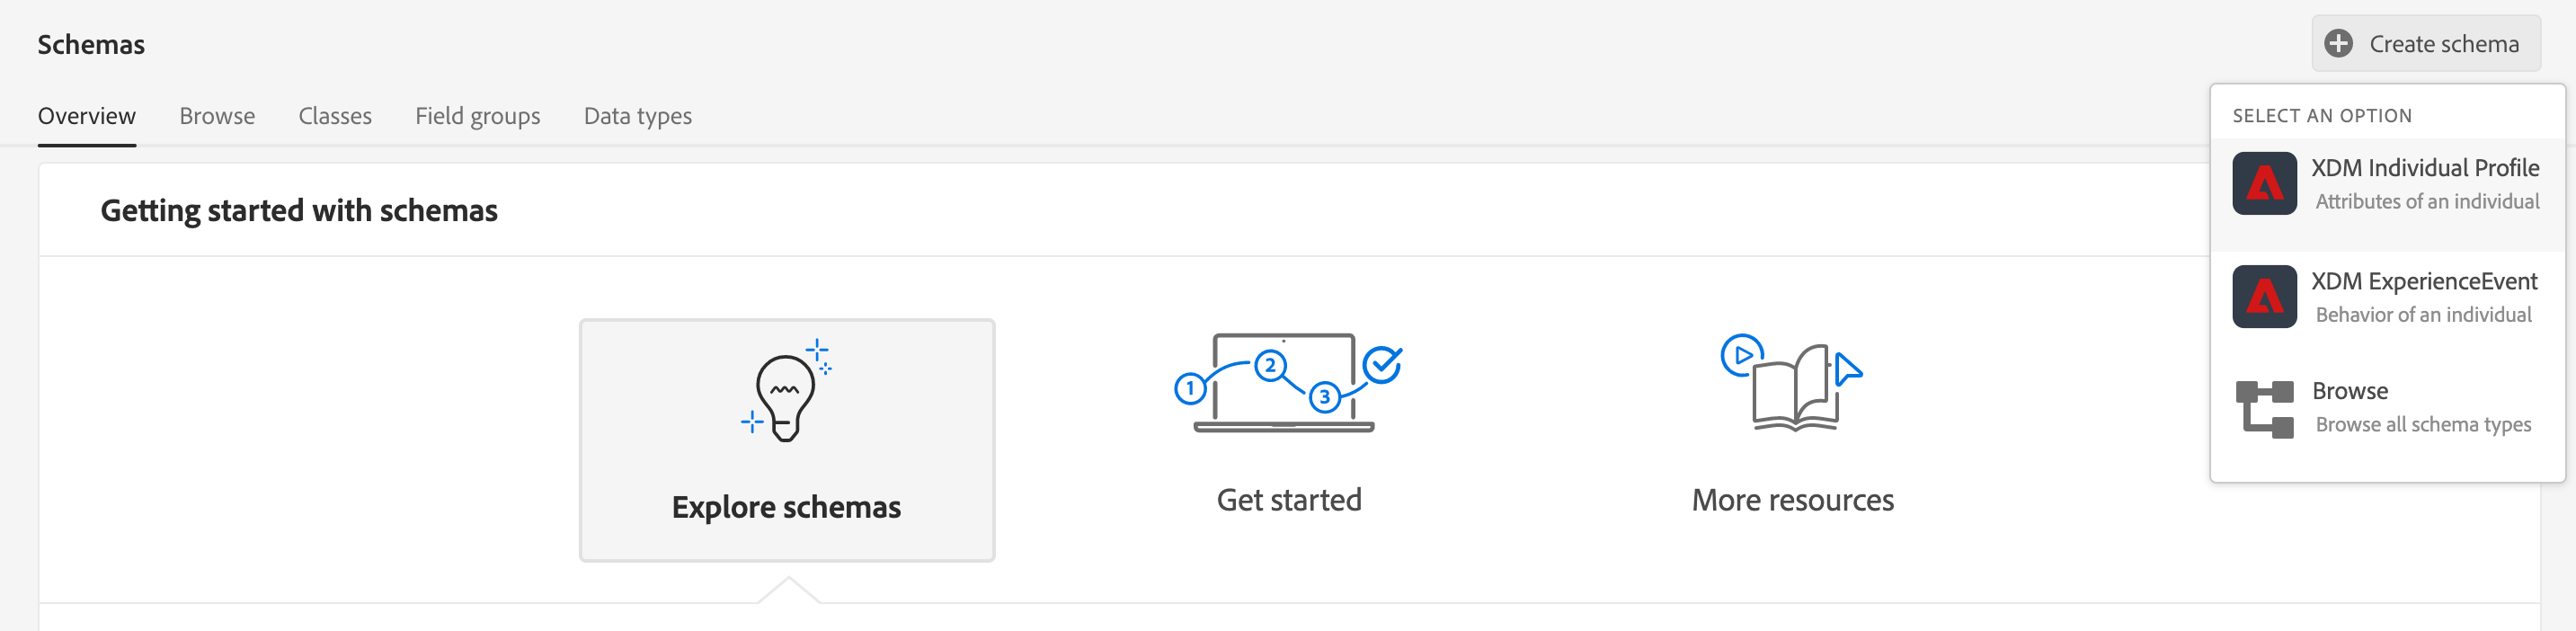 Schemas
Create schema
Overview
Browse
Classes
Field groups
Data types
SELECT AN OPTION
XDM Individual Profile
Attributes of an individual
XDM ExperienceEvent
Behavior of an individual
Browse
Browse all schema types
Getting started with schemas
1
2
3
Explore schemas
Get started
More resources